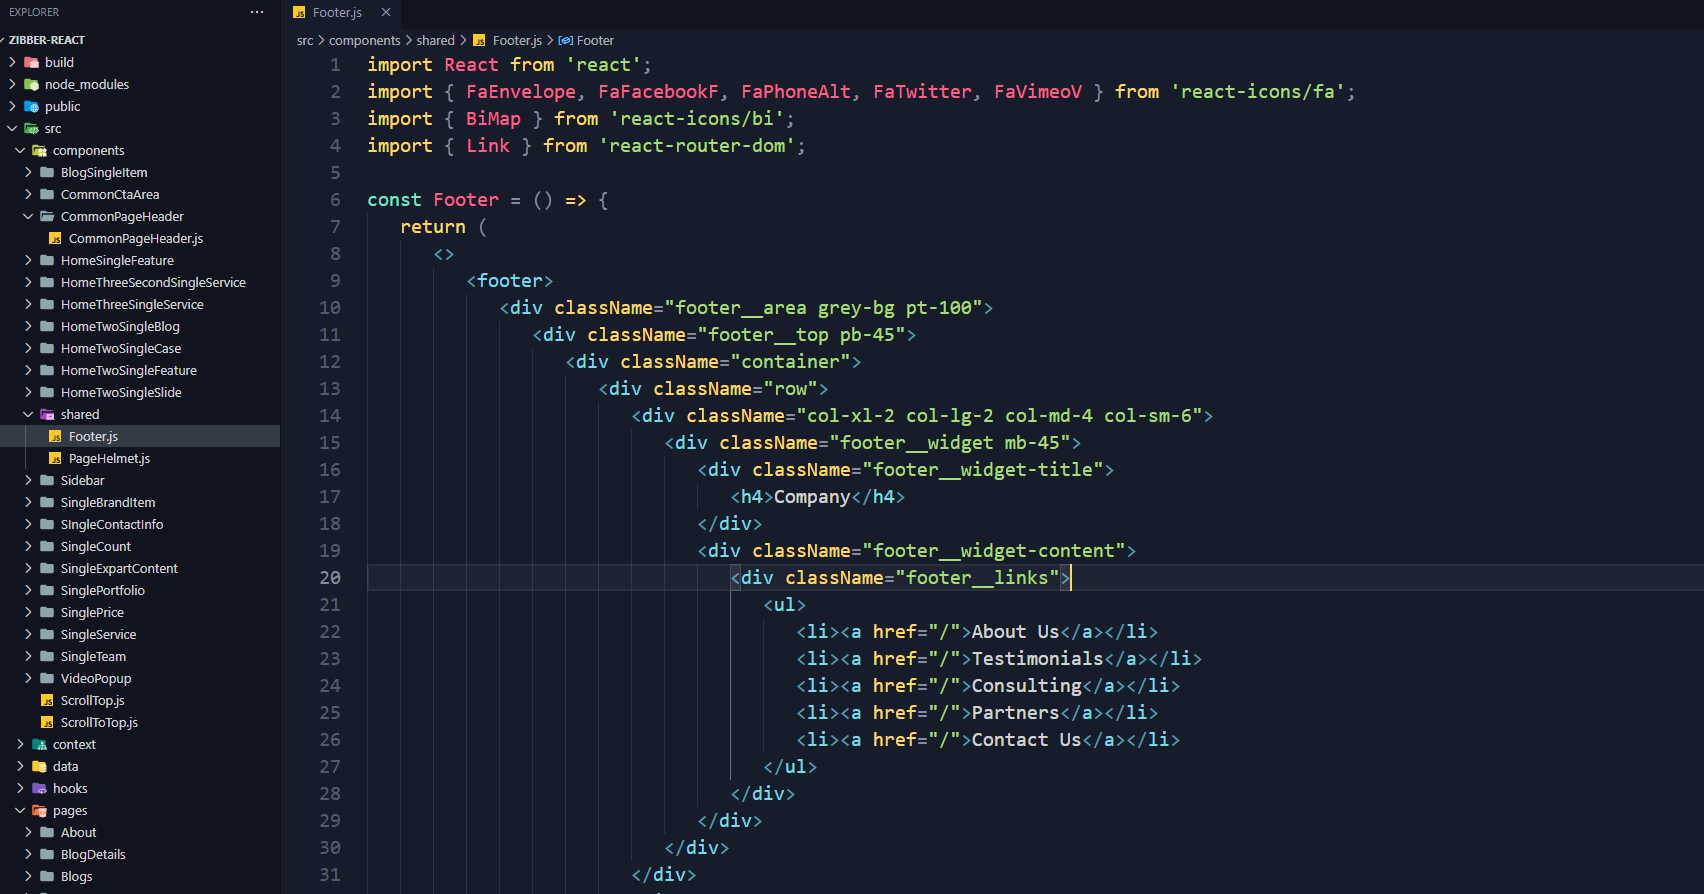 EXPLORER
ZIBBER-REACT
build
node_modules
public
src
components
BlogSingleItem
CommonCtaArea
CommonPageHeader
CommonPageHeader.js
HomeSingleFeature
HomeThreeSecondSingleService
HomeThreeSingleService
HomeTwoSingleBlog
HomeTwoSingleCase
HomeTwoSingleFeature
HomeTwoSingleSlide
shared
Footer.js
PageHelmet.js
Sidebar
SingleBrandItem
SIngleContactInfo
SingleCount
SingleExpartContent
SinglePortfolio
SinglePrice
SingleService
SingleTeam
VideoPopup
ScrollTop.js
ScrollToTop.js
context
data
hooks
pages
About
BlogDetails
Blogs
Footer.js
src > components > shared > Footer.js > Footer
1 import React from 'react';
2 import { FaEnvelope, FaFacebookF, FaPhoneAlt, FaTwitter, FaVimeoV } from 'react-icons/fa';
3 import { BiMap } from 'react-icons/bi';
4 import { Link } from 'react-router-dom';
5
6 const Footer = () => {
7 return (
8 <>
9 <footer>
10 <div className="footer__area grey-bg pt-100">
11 <div className="footer__top pb-45">
12 <div className="container">
13 <div className="row">
14 <div className="col-xl-2 col-lg-2 col-md-4 col-sm-6">
15 <div className="footer__widget mb-45">
16 <div className="footer__widget-title">
17 <h4>Company</h4>
18 </div>
19 <div className="footer__widget-content">
20 <div className="footer__links">
21 <ul>
22 <li><a href="/">About Us</a></li>
23 <li><a href="/">Testimonials</a></li>
24 <li><a href="/">Consulting</a></li>
25 <li><a href="/">Partners</a></li>
26 <li><a href="/">Contact Us</a></li>
27 </ul>
28 </div>
29 </div>
30 </div>
31 </div>